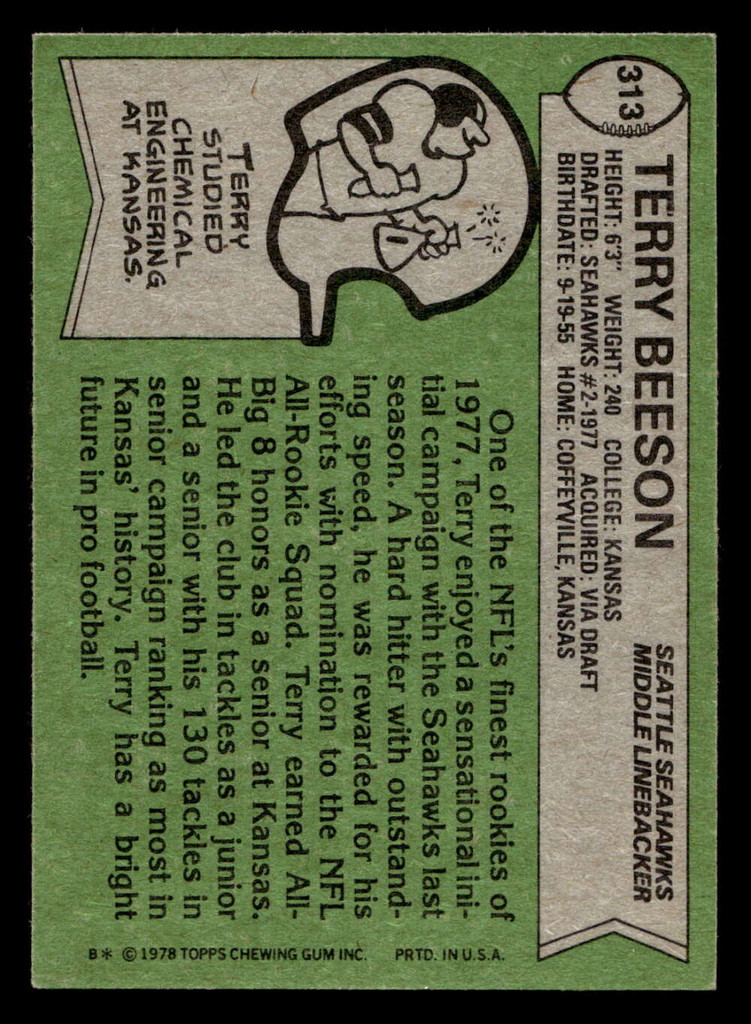 313
TERRY BEESON
SEATTLE SEAHAWKS
MIDDLE LINEBACKER
HEIGHT: 6'3" WEIGHT: 240 COLLEGE: KANSAS
DRAFTED: SEAHAWKS #2-1977 ACQUIRED: VIA DRAFT
BIRTHDATE: 9-19-55 HOME: COFFEYVILLE, KANSAS
TERRY
STUDIED
CHEMICAL
ENGINEERING
AT KANSAS.
One of the NFL's finest rookies of
1977, Terry enjoyed a sensational ini-
tial campaign with the Seahawks last
season. A hard hitter with outstand-
ing speed, he was rewarded for his
efforts with nomination to the NFL
All-Rookie Squad. Terry earned All-
Big 8 honors as a senior at Kansas.
He led the club in tackles as a junior
and a senior with his 130 tackles in
senior campaign ranking as most in
Kansas' history. Terry has a bright
future in pro football.
B* © 1978 TOPPS CHEWING GUM INC. PRTD. IN U.S.A.